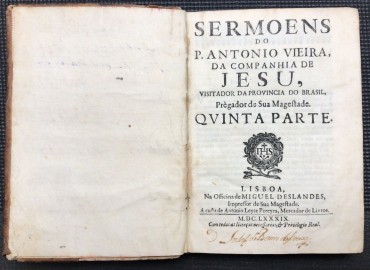 SERMOENS
DO
P. ANTONIO VIEIRA,
DA COMPANHIA DE
JESU,
VISITADOR DA PROVINCIA DO BRASIL,
Prègador de Sua Magestade.
QVINTA PARTE.
IHS
LISBOA,
Na Officina de MIGUEL DESLANDES,
Impressor de Sua Magestade.
A custa de Antonio Leyte Pereyra, Mercador de Livros.
M.DC.LXXXIX.
Com todas as licenças necessarias, & Privilegio Real.